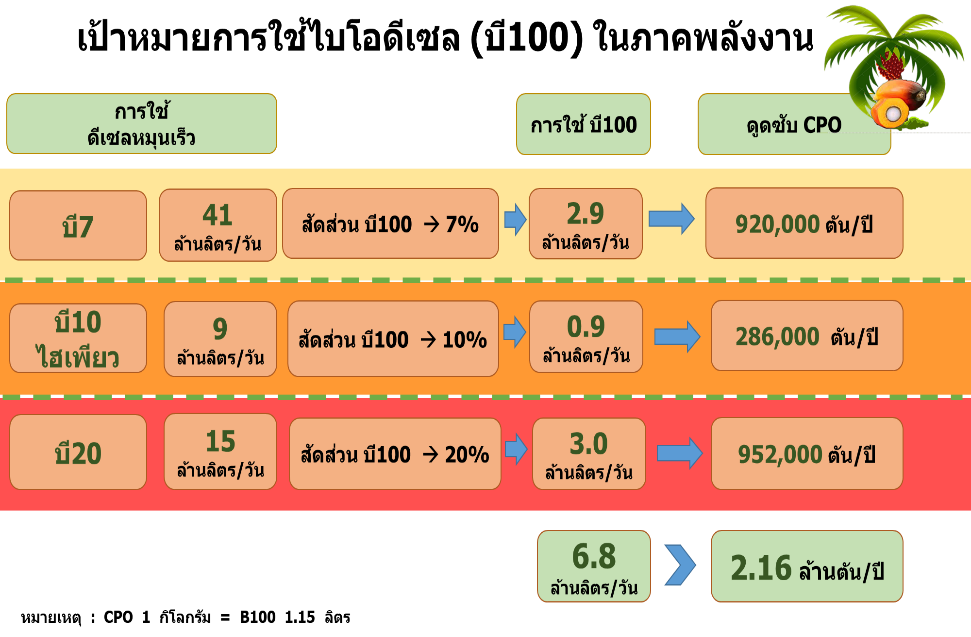 เป้าหมายการใช้ไบโอดีเซล (บี100) ในภาคพลังงาน
การใช้
ดีเซลหมุนเร็ว
การใช้ บี100
ดูดซับ CPO
บี7
41
ล้านลิตร/วัน
สัดส่วน บี100 → 7%
2.9
ล้านลิตร/วัน
920,000 ตัน/ปี
บี10
ไฮเพียว
9
ล้านลิตร/วัน
สัดส่วน บี100 → 10%
0.9
ล้านลิตร/วัน
286,000 ตัน/ปี
บี20
15
ล้านลิตร/วัน
สัดส่วน บี100 → 20%
3.0
ล้านลิตร/วัน
952,000 ตัน/ปี
6.8
ล้านลิตร/วัน
2.16 ล้านตัน/ปี
หมายเหตุ : CPO 1 กิโลกรัม = B100 1.15 ลิตร